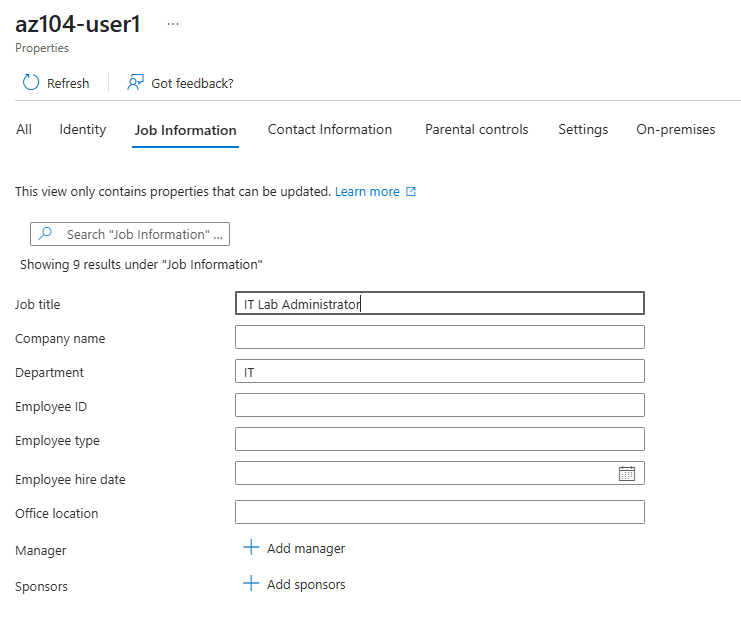 az104-user1 ...
Properties
Refresh
Got feedback?
All Identity Job Information Contact Information Parental controls Settings On-premises
This view only contains properties that can be updated. Learn more
Search "Job Information" ...
Showing 9 results under "Job Information"
Job title IT Lab Administrator
Company name
Department IT
Employee ID
Employee type
Employee hire date
Office location
Manager Add manager
Sponsors Add sponsors